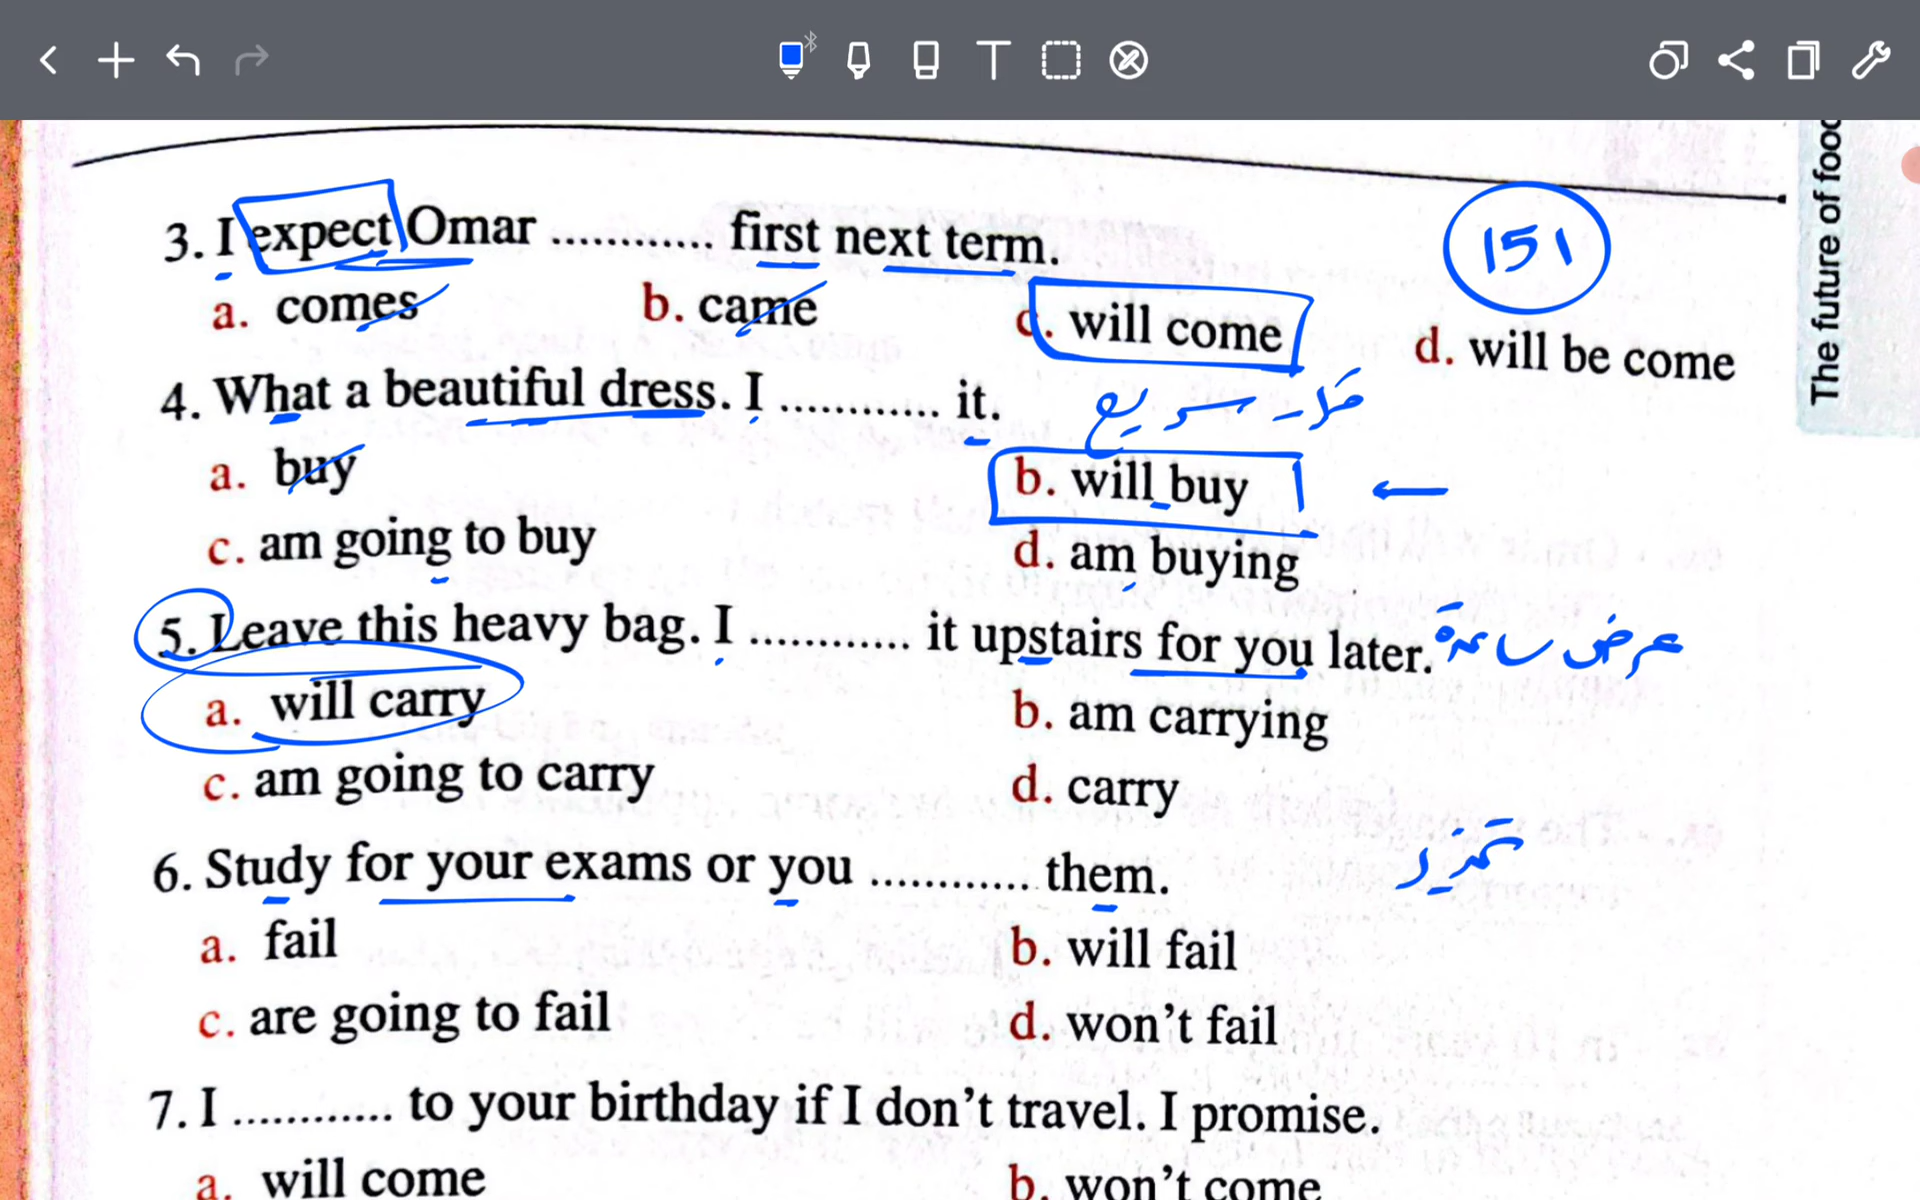 The future of food
3. I expect Omar ............ first next term.
151
a. comes b. came c. will come d. will be come
4. What a beautiful dress. I ............ it.
قرار سريع
a. buy b. will buy
c. am going to buy d. am buying
5. Leave this heavy bag. I ............ it upstairs for you later.
عرض مساعدة
a. will carry b. am carrying
c. am going to carry d. carry
6. Study for your exams or you ............ them.
تحذير
a. fail b. will fail
c. are going to fail d. won't fail
7. I ............ to your birthday if I don't travel. I promise.
a. will come b. won't come